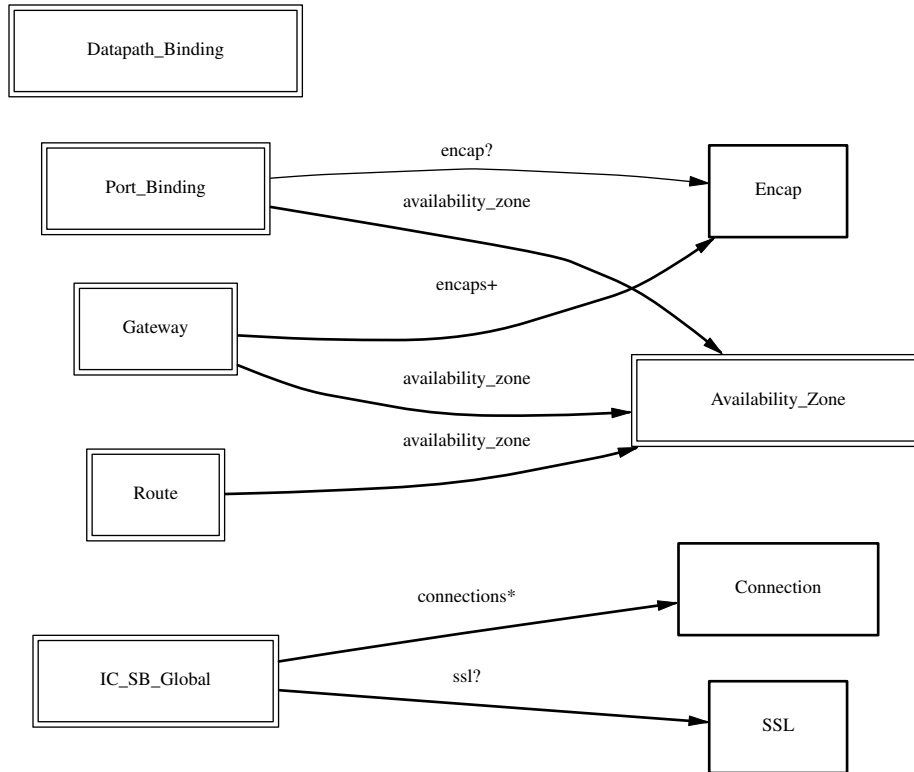 Datapath_Binding
encap?
Port_Binding
Encap
availability_zone
encaps+
Gateway
availability_zone
Availability_Zone
availability_zone
Route
connections*
Connection
IC_SB_Global
ssl?
SSL